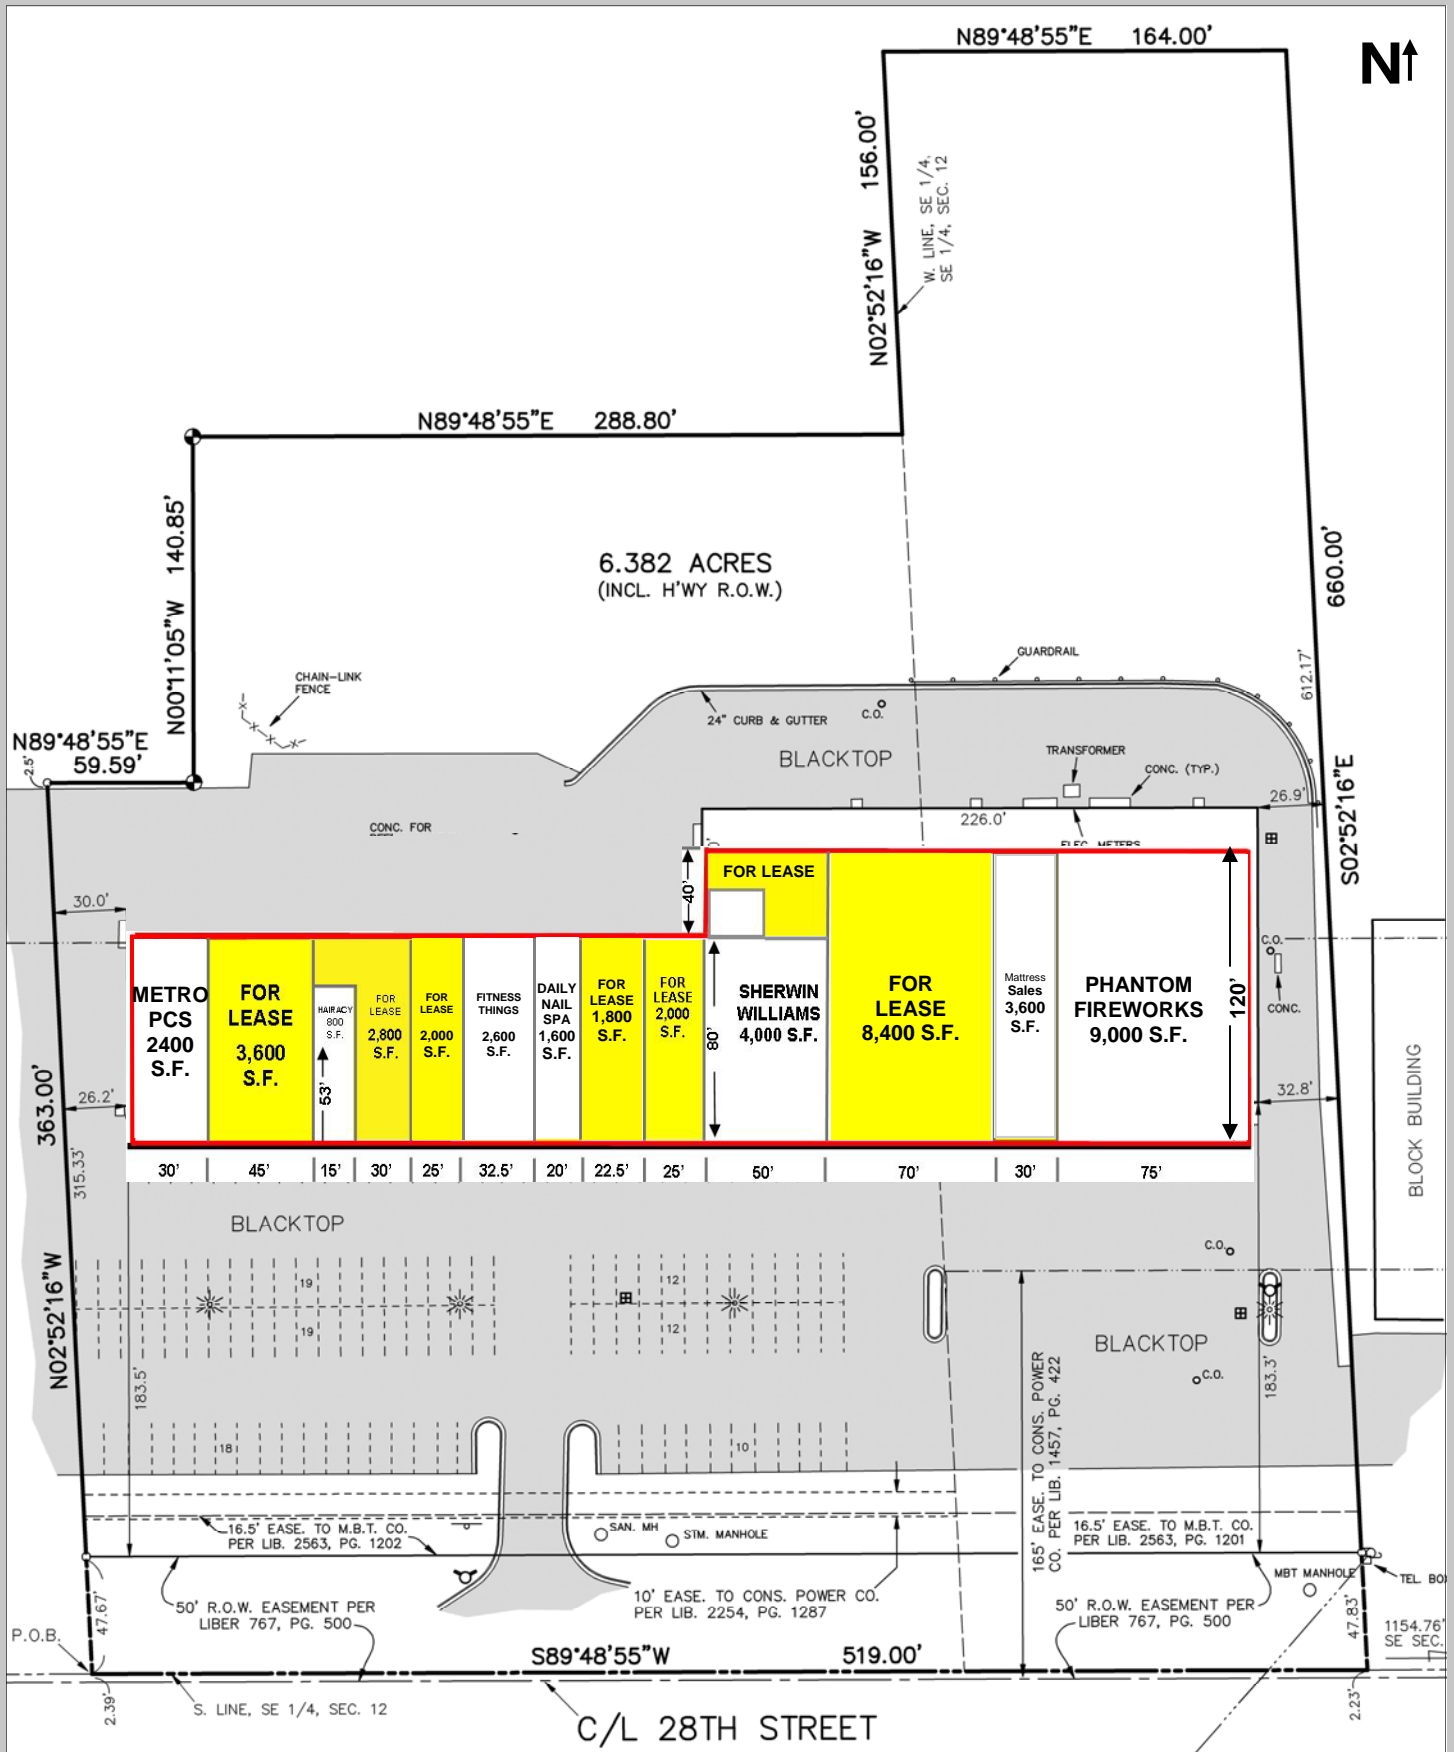 N89°48'55"E 164.00'
N
156.00'
N02°52'16"W
W. LINE, SE 1/4,
SE 1/4, SEC. 12
N89°48'55"E 288.80'
140.85'
N00°11'05"W
6.382 ACRES
(INCL. H'WY R.O.W.)
660.00'
612.17'
S02°52'16"E
GUARDRAIL
CHAIN-LINK
FENCE
24" CURB & GUTTER
C.O.
BLACKTOP
TRANSFORMER
CONC. (TYP.)
N89°48'55"E
59.59'
2.5'
26.9'
226.0'
CONC. FOR
ELEC. METERS
40'
FOR LEASE
30.0'
C.O.
CONC.
METRO
PCS
2400
S.F.
FOR
LEASE
3,600
S.F.
HAIRACY
800
S.F.
53'
FOR
LEASE
2,800
S.F.
FOR
LEASE
2,000
S.F.
FITNESS
THINGS
2,600
S.F.
DAILY
NAIL
SPA
1,600
S.F.
FOR
LEASE
1,800
S.F.
FOR
LEASE
2,000
S.F.
80'
SHERWIN
WILLIAMS
4,000 S.F.
FOR
LEASE
8,400 S.F.
Mattress
Sales
3,600
S.F.
PHANTOM
FIREWORKS
9,000 S.F.
120'
26.2'
32.8'
363.00'
315.33'
N02°52'16"W
BLOCK BUILDING
30' 45' 15' 30' 25' 32.5' 20' 22.5' 25' 50' 70' 30' 75'
BLACKTOP
C.O.
19
12
19
12
BLACKTOP
C.O.
183.5'
183.3'
165' EASE. TO CONS. POWER
CO. PER LIB. 1457, PG. 422
18
10
16.5' EASE. TO M.B.T. CO.
PER LIB. 2563, PG. 1202
SAN. MH
STM. MANHOLE
16.5' EASE. TO M.B.T. CO.
PER LIB. 2563, PG. 1201
MBT MANHOLE
TEL. BO
10' EASE. TO CONS. POWER CO.
PER LIB. 2254, PG. 1287
50' R.O.W. EASEMENT PER
LIBER 767, PG. 500
50' R.O.W. EASEMENT PER
LIBER 767, PG. 500
47.67'
47.83'
P.O.B.
1154.76'
SE SEC.
S89°48'55"W 519.00'
2.39'
2.23'
S. LINE, SE 1/4, SEC. 12
C/L 28TH STREET